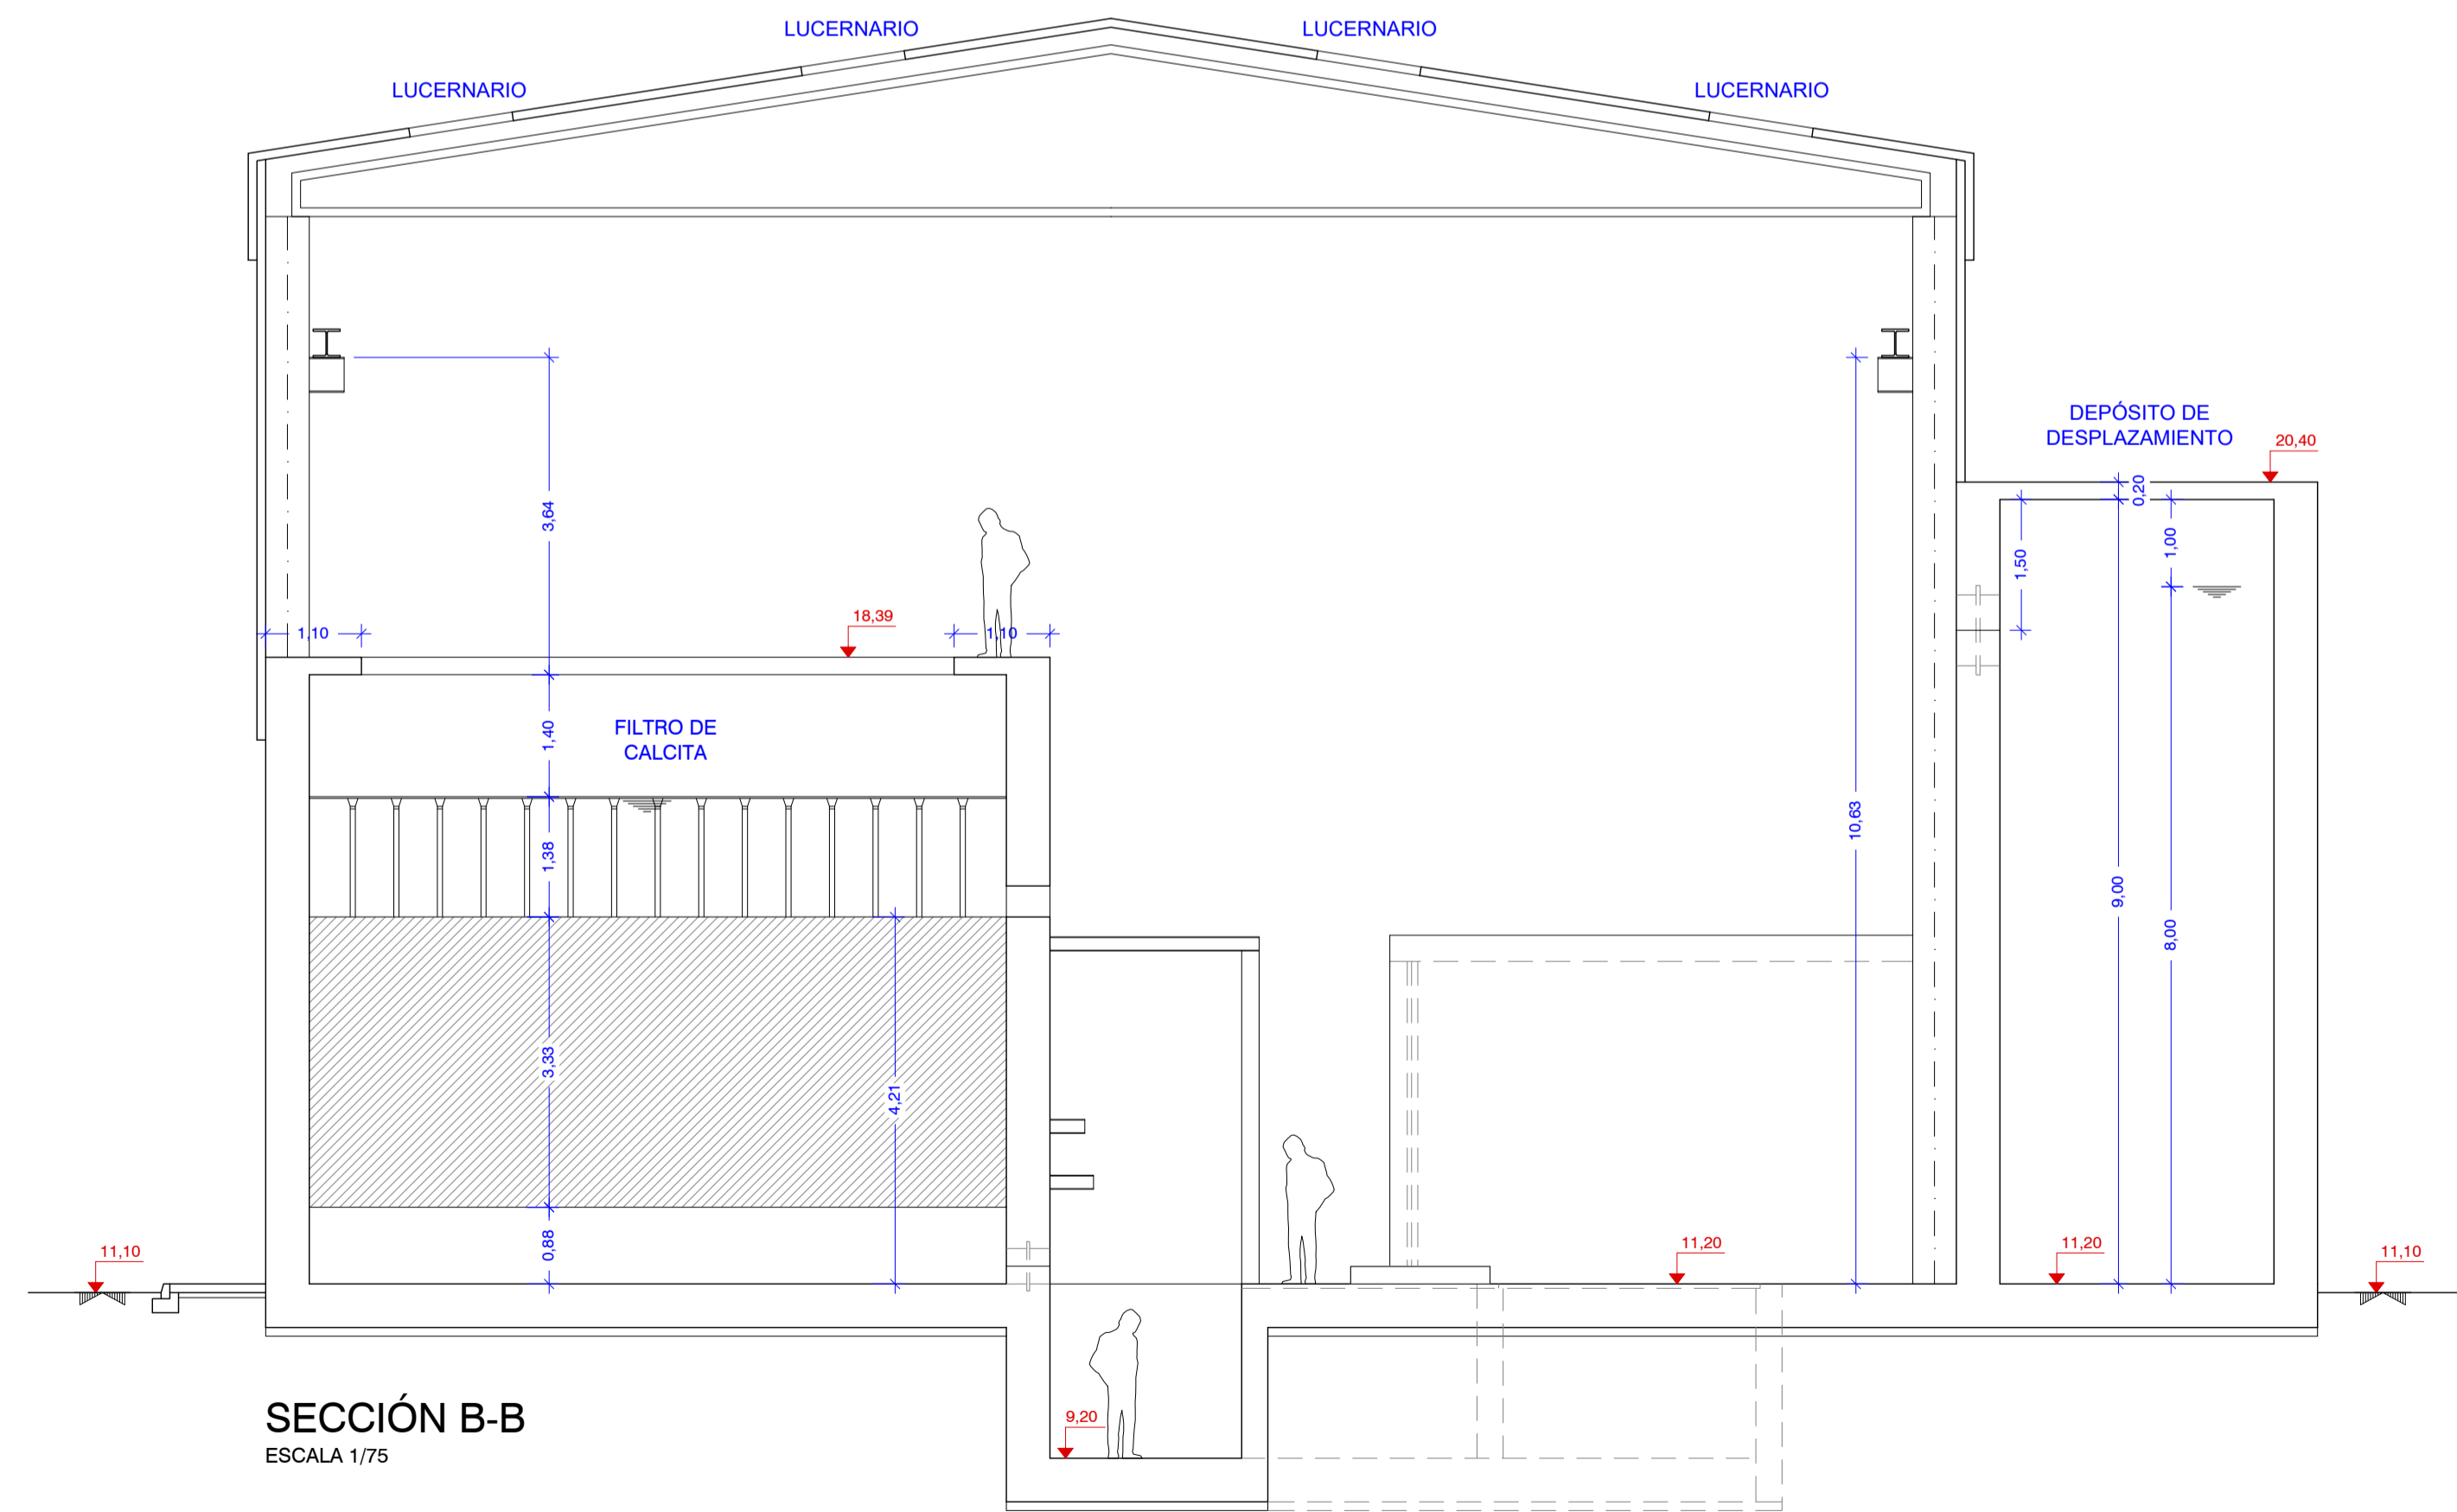 LUCERNARIO
LUCERNARIO
LUCERNARIO
LUCERNARIO
DEPÓSITO DE
DESPLAZAMIENTO
20,40
0,20
1,00
1,50
3,64
18,39
1,10
1,10
FILTRO DE
CALCITA
1,40
1,38
10,63
9,00
8,00
3,33
4,21
0,88
11,10
11,20
11,20
11,10
9,20
SECCIÓN B-B
ESCALA 1/75